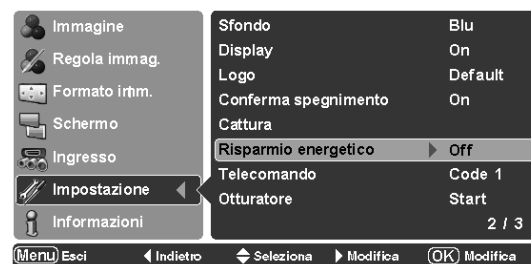 Immagine
Regola immag.
Formato imm.
Schermo
Ingresso
Impostazione
Informazioni
Sfondo Blu
Display On
Logo Default
Conferma spegnimento On
Cattura
Risparmio energetico Off
Telecomando Code 1
Otturatore Start
2 / 3
Menu Esci Indietro Seleziona Modifica OK Modifica